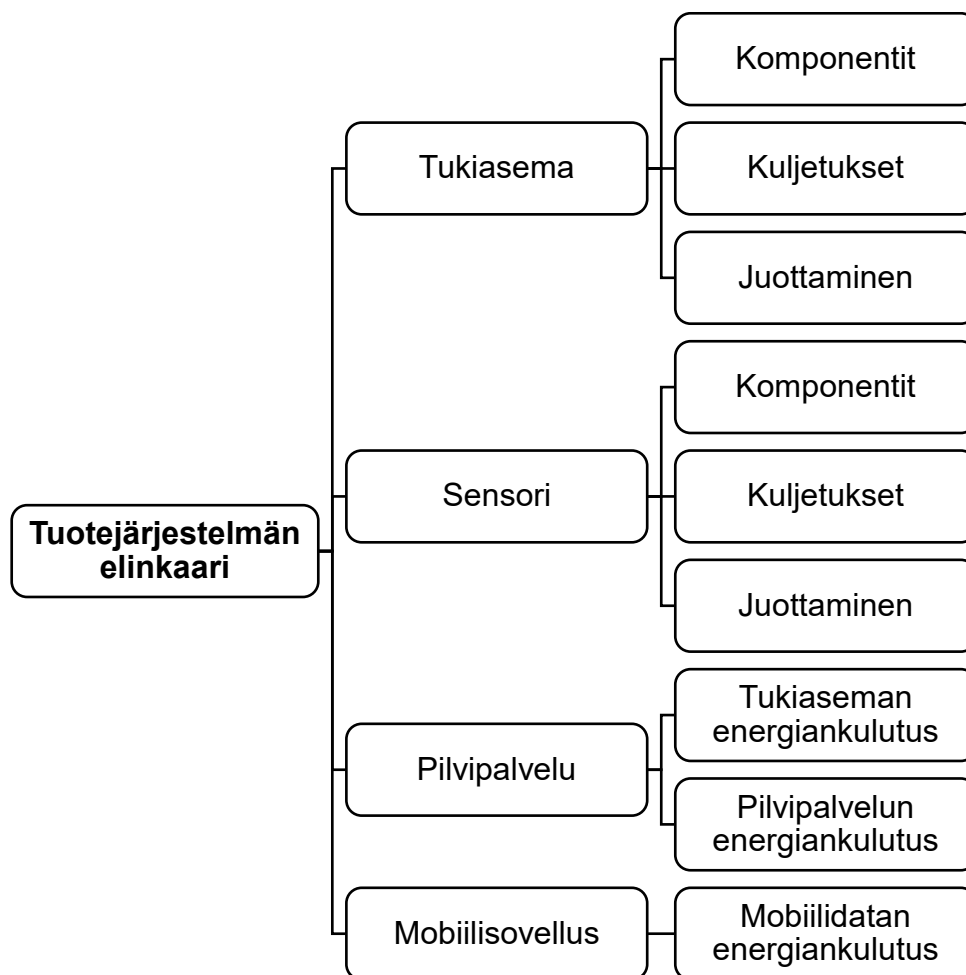 Tuotejärjestelmän
elinkaari
Tukiasema
Komponentit
Kuljetukset
Juottaminen
Sensori
Komponentit
Kuljetukset
Juottaminen
Pilvipalvelu
Tukiaseman
energiankulutus
Pilvipalvelun
energiankulutus
Mobiilisovellus
Mobiilidatan
energiankulutus